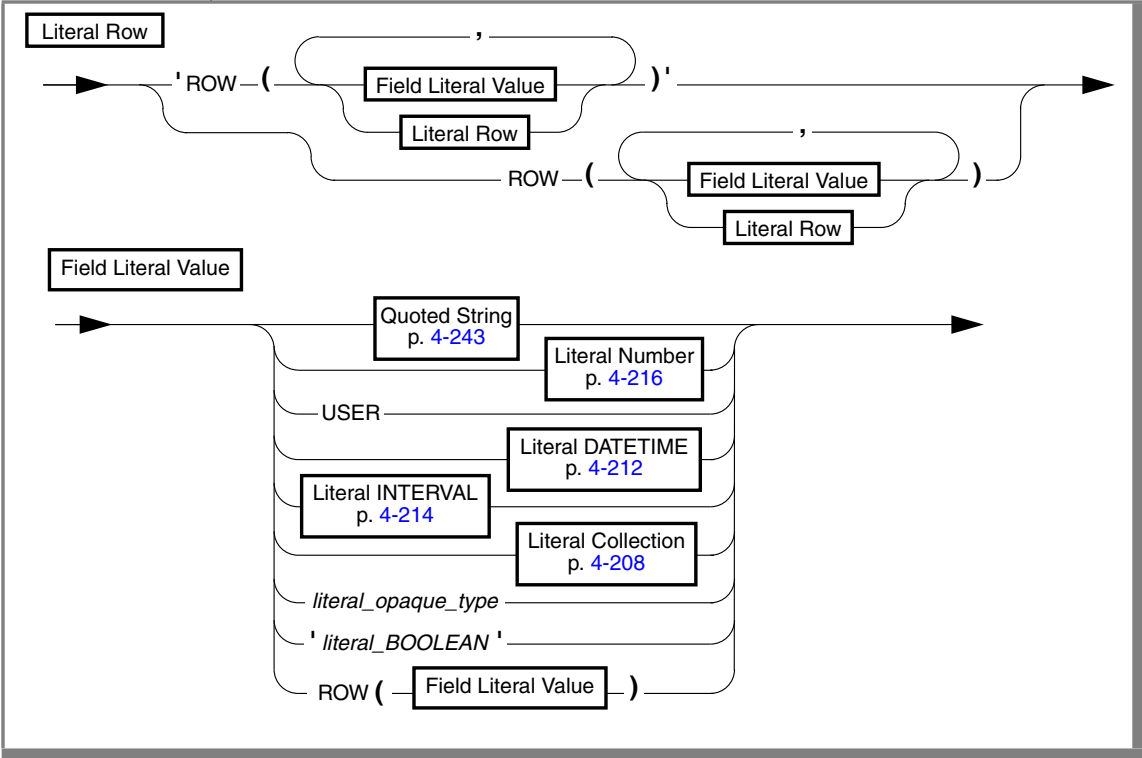 Literal Row
,
'ROW ( Field Literal Value )'
Literal Row
,
ROW ( Field Literal Value )
Literal Row
Field Literal Value
Quoted String
p. 4-243
Literal Number
p. 4-216
USER
Literal DATETIME
p. 4-212
Literal INTERVAL
p. 4-214
Literal Collection
p. 4-208
literal_opaque_type
' literal_BOOLEAN '
ROW ( Field Literal Value )